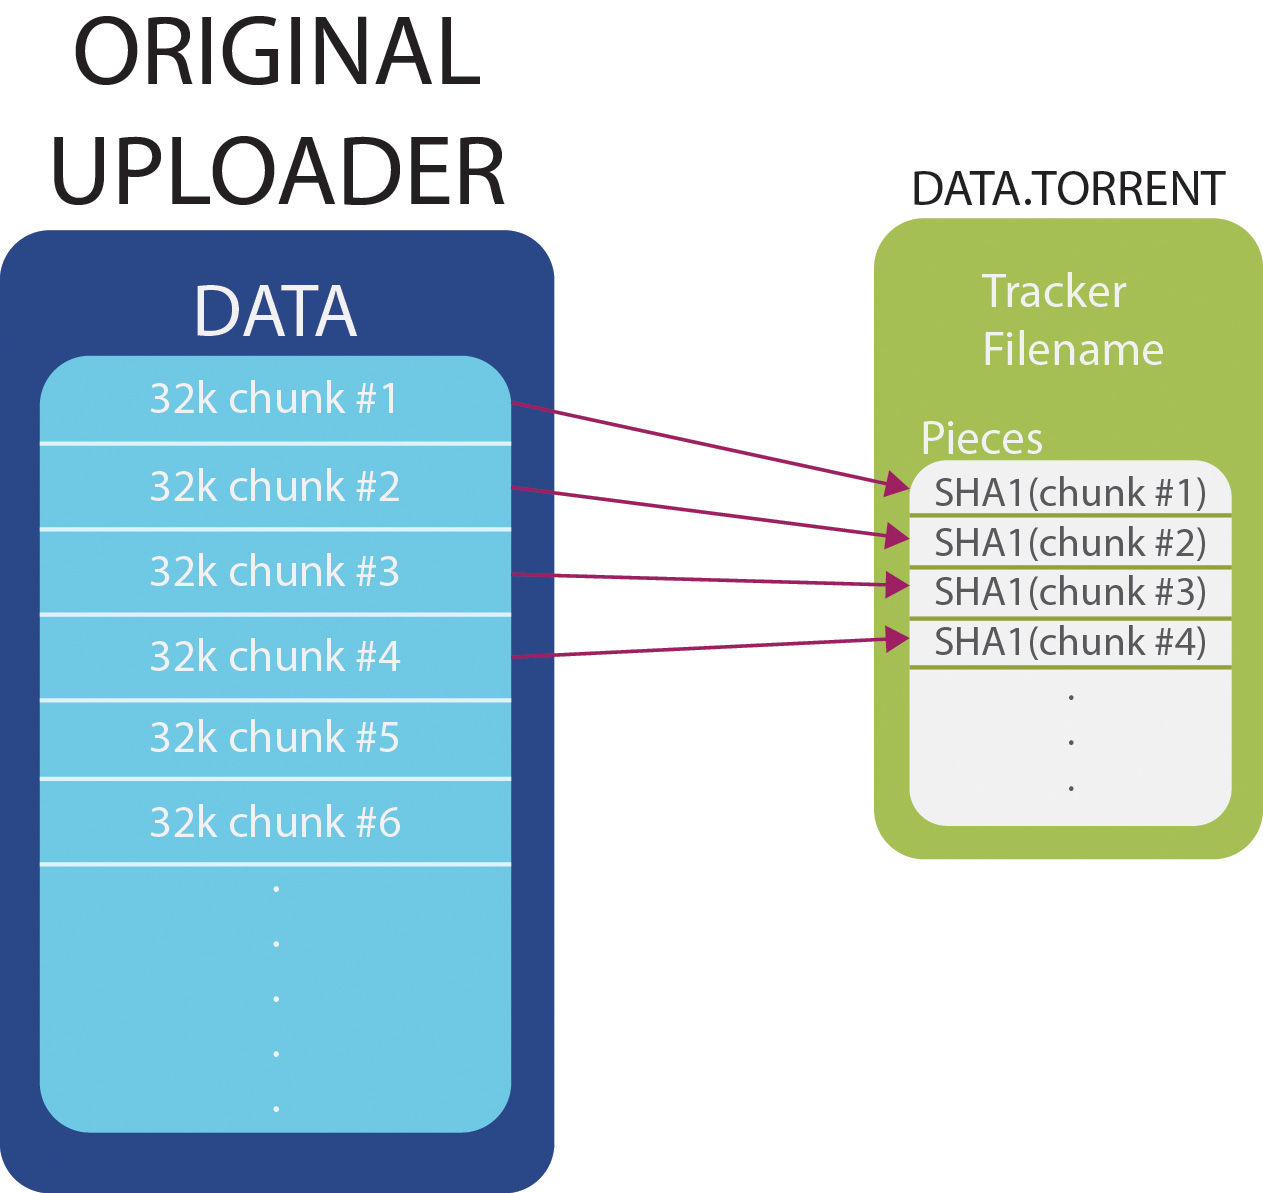 ORIGINAL
UPLOADER
DATA
32k chunk #1
32k chunk #2
32k chunk #3
32k chunk #4
32k chunk #5
32k chunk #6
.
.
.
.
.
DATA.TORRENT
Tracker
Filename
Pieces
SHA1(chunk #1)
SHA1(chunk #2)
SHA1(chunk #3)
SHA1(chunk #4)
.
.
.